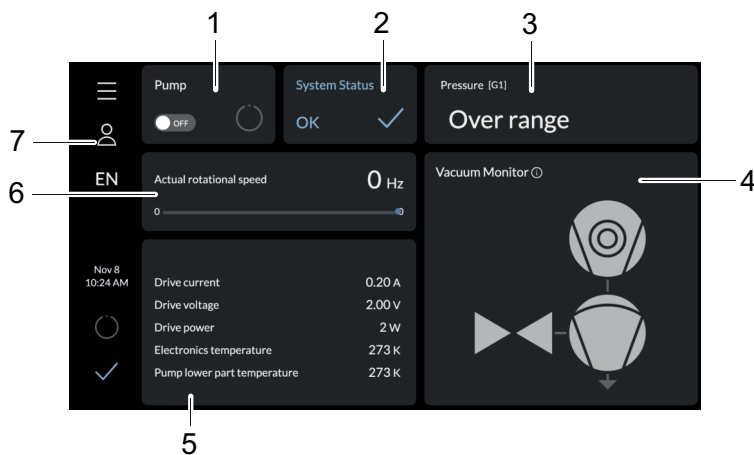 1
2
3
Pump
System Status
Pressure [G1]
OFF
OK
Over range
7
EN
Actual rotational speed
0 Hz
Vacuum Monitor
4
6
0
0
Nov 8
10:24 AM
Drive current 0.20 A
Drive voltage 2.00 V
Drive power 2 W
Electronics temperature 273 K
Pump lower part temperature 273 K
5